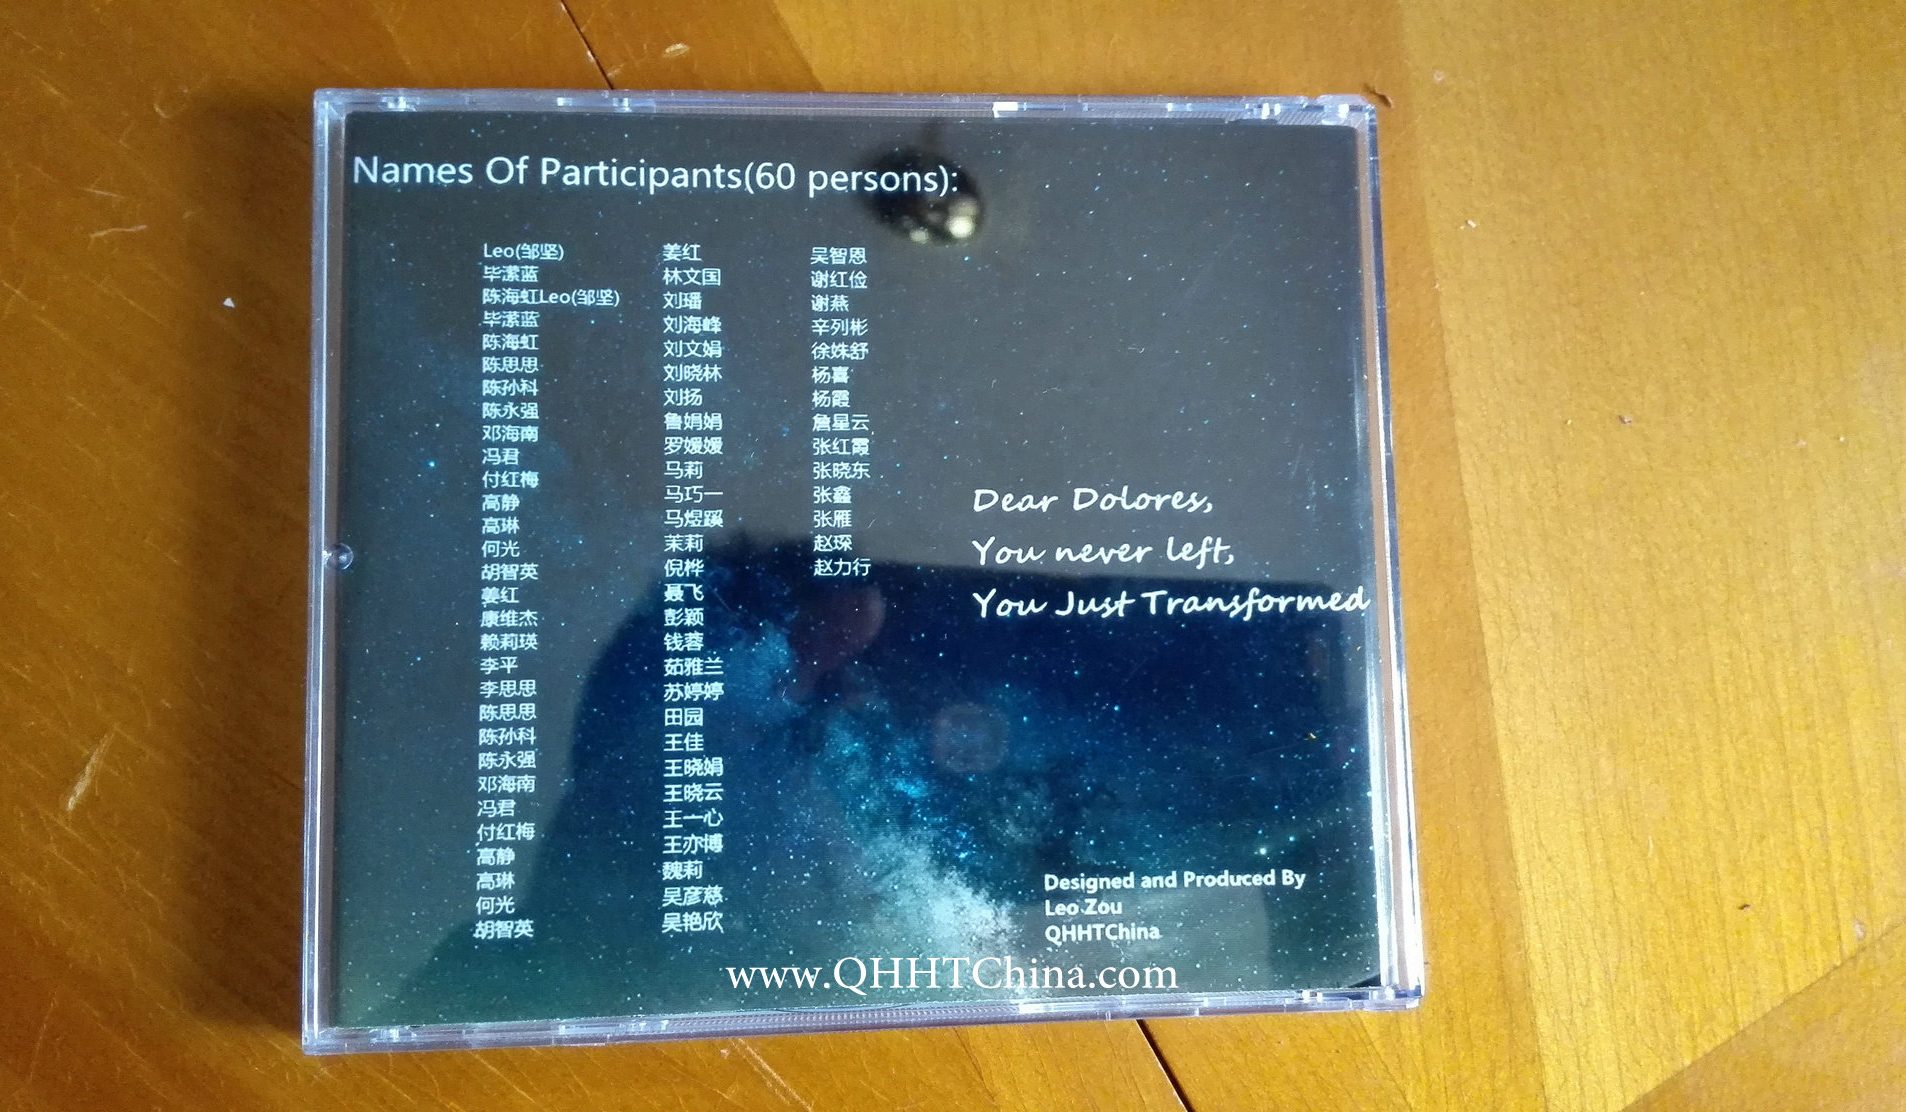 Names Of Participants(60 persons):
Leo(邹坚)
毕潆蓝
陈海虹Leo(邹坚)
毕潆蓝
陈海虹
陈思思
陈孙科
陈永强
邓海南
冯君
付红梅
高静
高琳
何光
胡智英
姜红
康维杰
赖莉瑛
李平
李思思
陈思思
陈孙科
陈永强
邓海南
冯君
付红梅
高静
高琳
何光
胡智英
姜红
林文国
刘璠
刘海峰
刘文娟
刘晓林
刘扬
鲁娟娟
罗媛媛
马莉
马巧一
马煜蹊
茉莉
倪桦
聂飞
彭颖
钱蓉
茹雅兰
苏婷婷
田园
王佳
王晓娟
王晓云
王一心
王亦博
魏莉
吴彦慈
吴艳欣
吴智恩
谢红俭
谢燕
辛列彬
徐姝舒
杨喜
杨霞
詹星云
张红霞
张晓东
张鑫
张雁
赵琛
赵力行
Dear Dolores,
You never left,
You Just Transformed
Designed and Produced By
Leo Zou
QHHTChina
www.QHHTChina.com